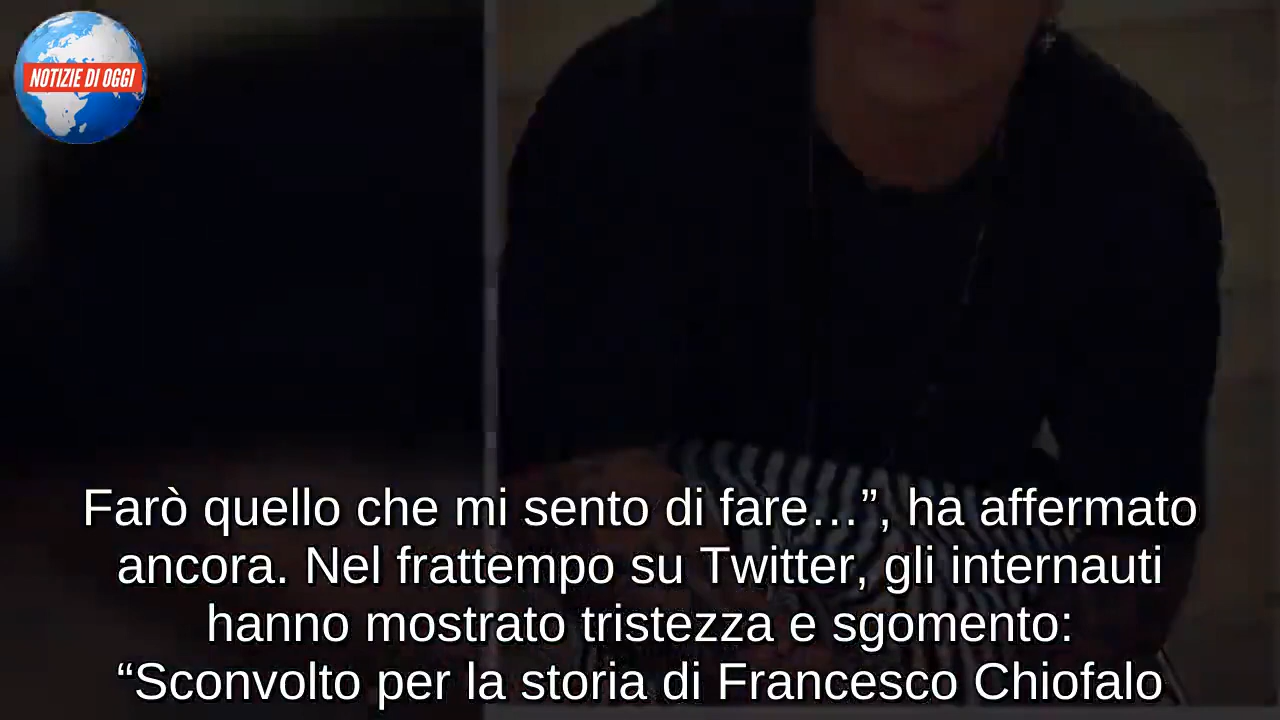 NOTIZIE DI OGGI
Farò quello che mi sento di fare…”, ha affermato
ancora. Nel frattempo su Twitter, gli internauti
hanno mostrato tristezza e sgomento:
“Sconvolto per la storia di Francesco Chiofalo